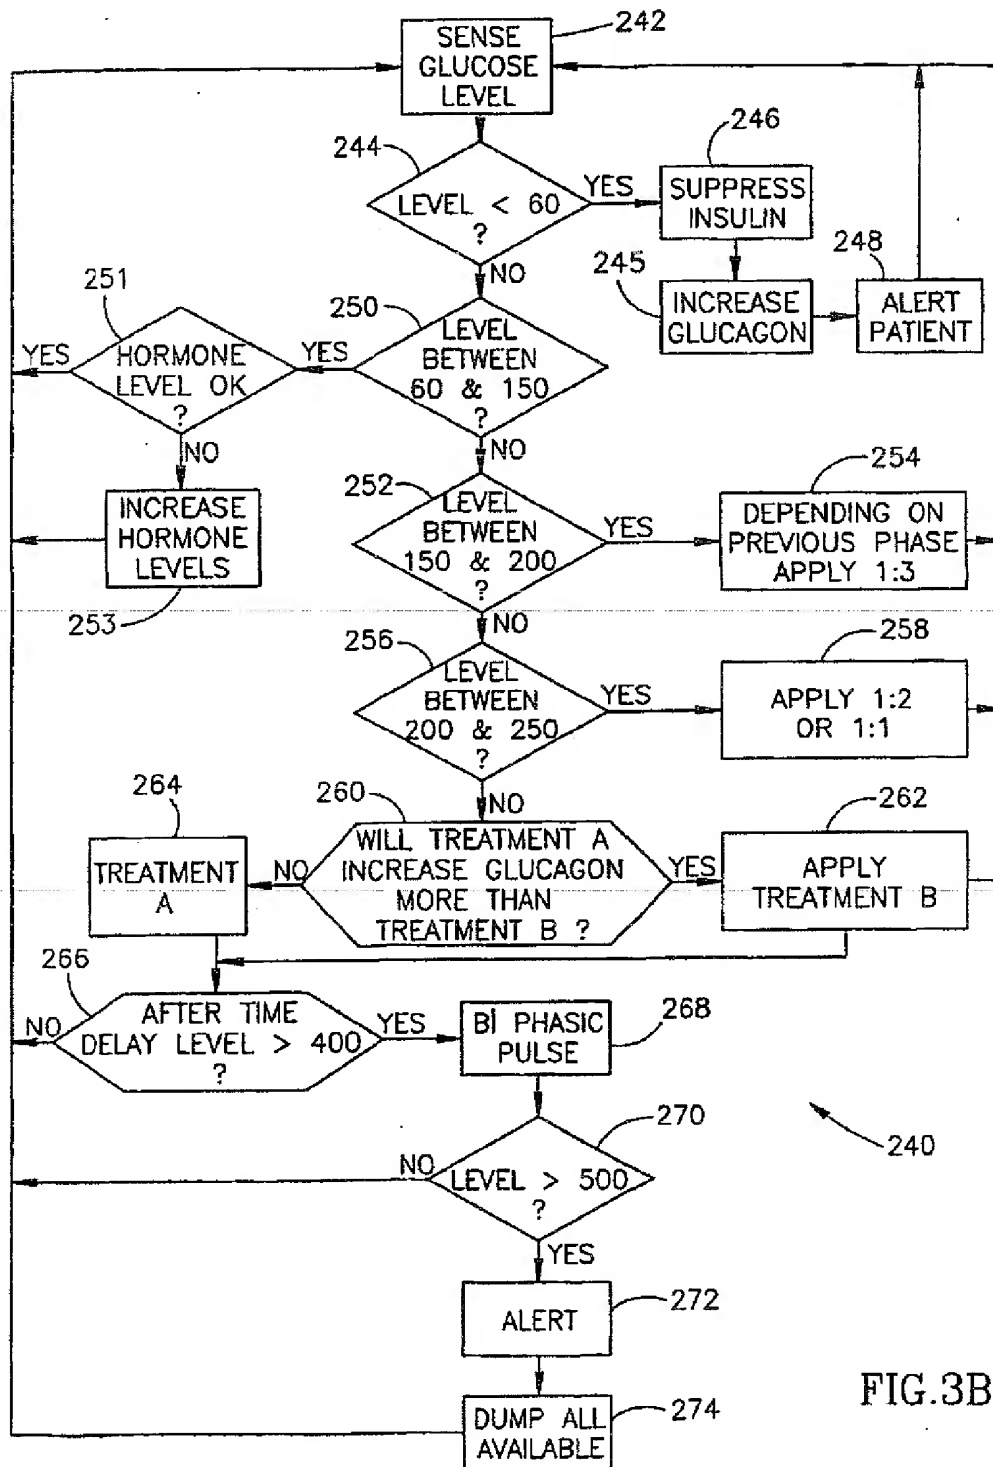 SENSE
GLUCOSE
LEVEL
242
244
LEVEL < 60
?
YES
NO
246
SUPPRESS
INSULIN
245
INCREASE
GLUCAGON
248
ALERT
PATIENT
250
LEVEL
BETWEEN
60 & 150
?
YES
NO
251
HORMONE
LEVEL OK
?
YES
NO
INCREASE
HORMONE
LEVELS
253
252
LEVEL
BETWEEN
150 & 200
?
YES
NO
254
DEPENDING ON
PREVIOUS PHASE
APPLY 1:3
256
LEVEL
BETWEEN
200 & 250
?
YES
NO
258
APPLY 1:2
OR 1:1
260
WILL TREATMENT A
INCREASE GLUCAGON
MORE THAN
TREATMENT B ?
NO
YES
264
TREATMENT
A
262
APPLY
TREATMENT B
266
AFTER TIME
DELAY LEVEL > 400
?
NO
YES
BI PHASIC
PULSE
268
270
LEVEL > 500
?
NO
YES
240
ALERT
272
DUMP ALL
AVAILABLE
274
FIG.3B